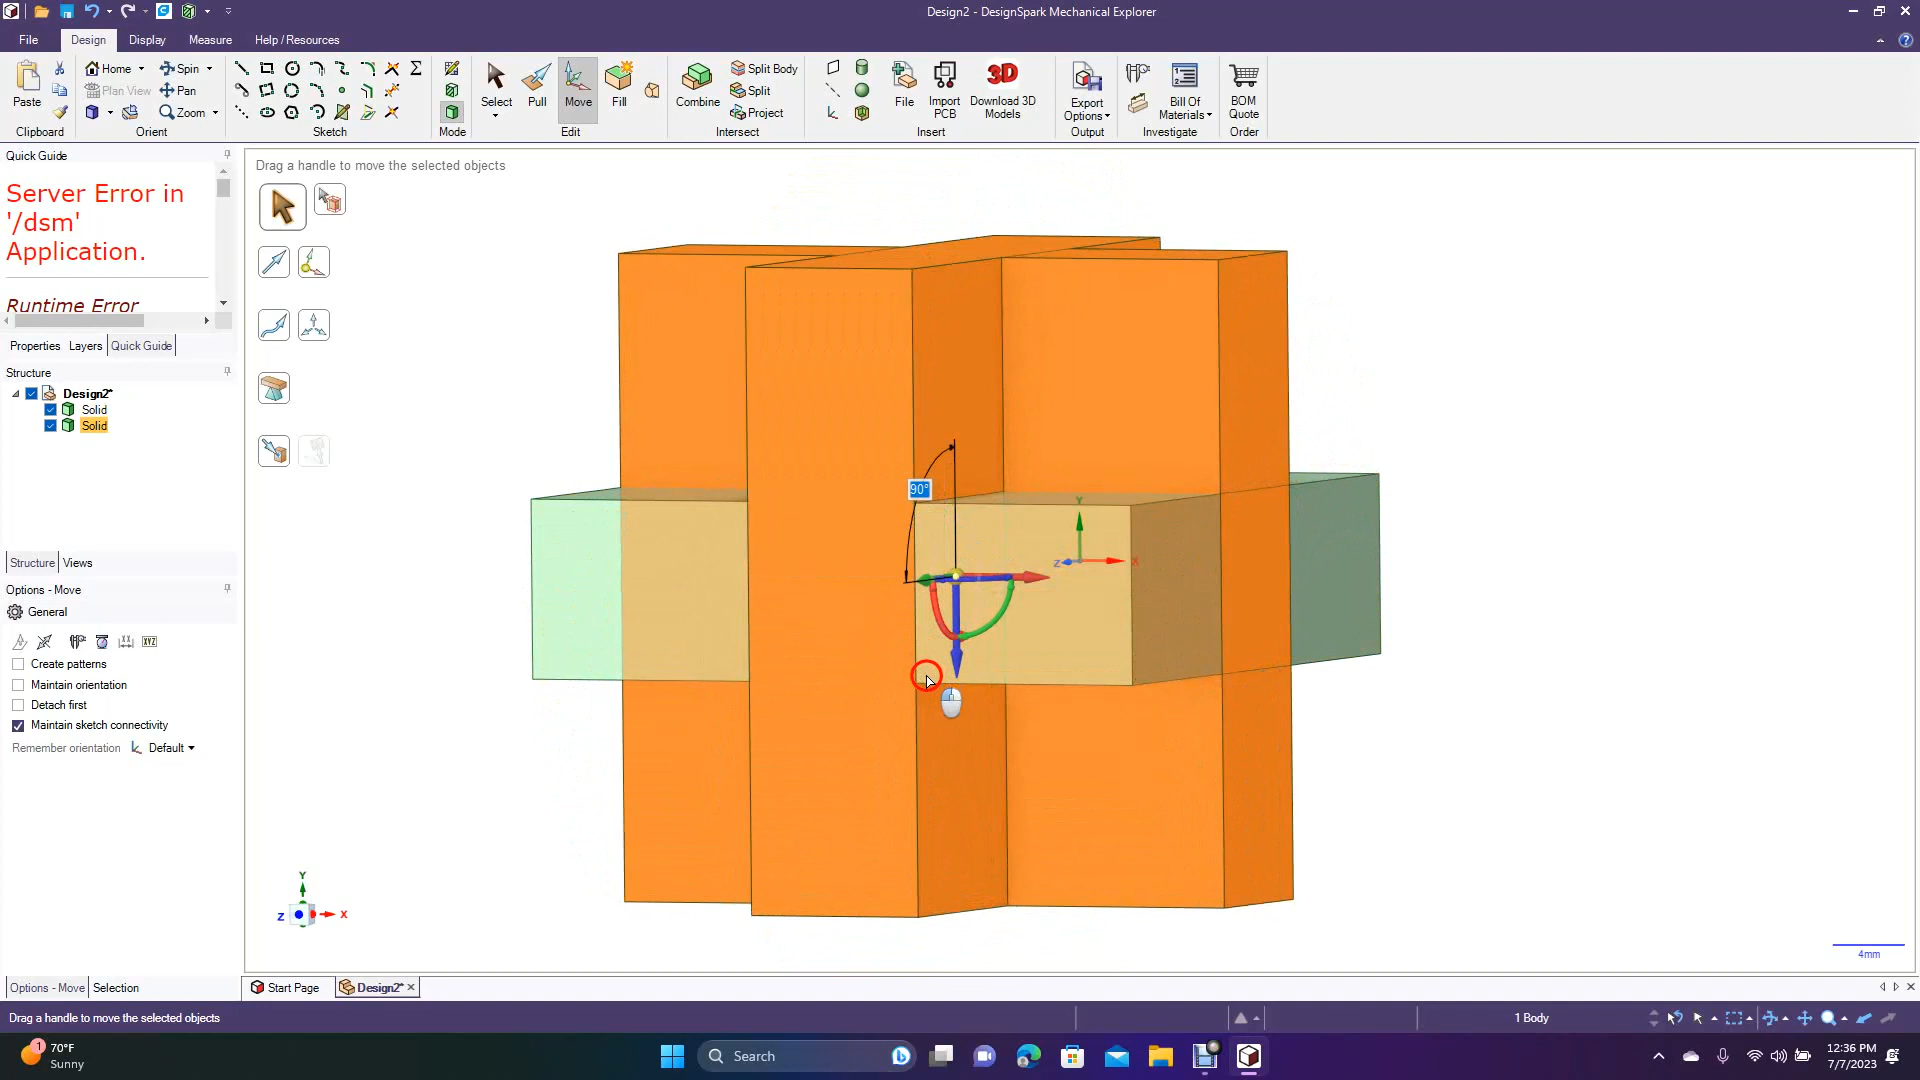 Design2 - DesignSpark Mechanical Explorer
File Design Display Measure Help / Resources
Paste
Clipboard
Home Spin
Plan View Pan
Zoom
Orient
Sketch
Mode
Select Pull Move Fill
Edit
Combine Split Body
Split
Project
Intersect
File Import PCB 3D Download 3D Models
Insert
Export Options
Output
Bill Of Materials
Investigate
BOM Quote
Order
Quick Guide
Server Error in
'/dsm'
Application.
Runtime Error
Properties Layers Quick Guide
Structure
Design2*
Solid
Solid
Structure Views
Options - Move
General
XYZ
Create patterns
Maintain orientation
Detach first
Maintain sketch connectivity
Remember orientation Default
Options - Move Selection
Drag a handle to move the selected objects
90°
Y
Z X
Y
Z X
4mm
Start Page Design2*
Drag a handle to move the selected objects
1 Body
1
70°F
Sunny
Search
12:36 PM
7/7/2023